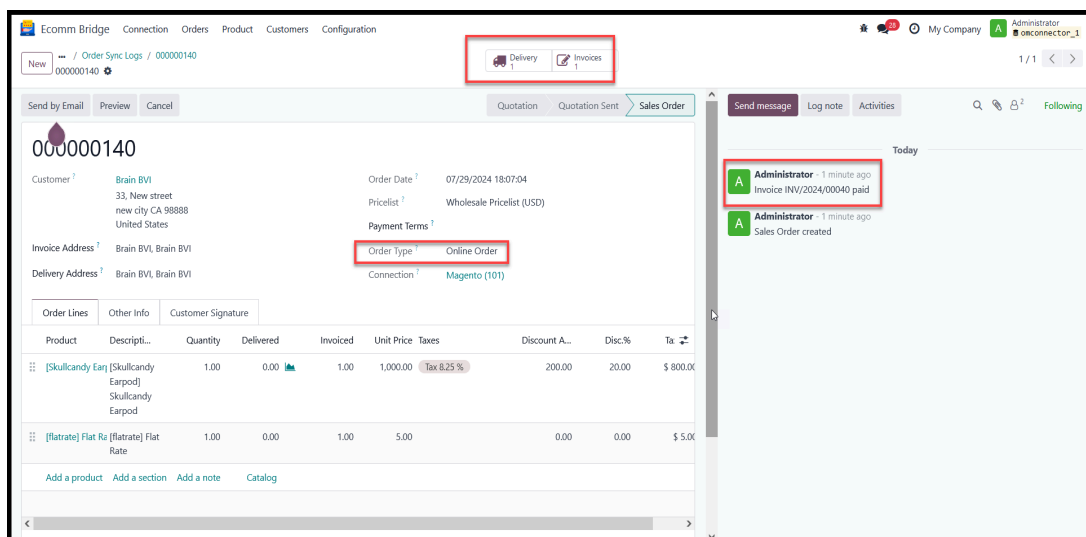 Ecomm Bridge Connection Orders Product Customers Configuration
28 My Company A Administrator
omconnector_1
New ... / Order Sync Logs / 000000140
000000140
Delivery
1
Invoices
1
1 / 1
Send by Email Preview Cancel
Quotation Quotation Sent Sales Order
Send message Log note Activities 2 Following
000000140
Customer ? Brain BVI
33, New street
new city CA 98888
United States
Invoice Address ? Brain BVI, Brain BVI
Delivery Address ? Brain BVI, Brain BVI
Order Date ? 07/29/2024 18:07:04
Pricelist ? Wholesale Pricelist (USD)
Payment Terms ?
Order Type ? Online Order
Connection ? Magento (101)
Today
A Administrator - 1 minute ago
Invoice INV/2024/00040 paid
A Administrator - 1 minute ago
Sales Order created
Order Lines Other Info Customer Signature
Product Descripti... Quantity Delivered Invoiced Unit Price Taxes Discount A... Disc.% Ta
[Skullcandy Earp [Skullcandy 1.00 0.00 1.00 1,000.00 Tax 8.25 % 200.00 20.00 $ 800.00
Earpod]
Skullcandy
Earpod
[flatrate] Flat Ra [flatrate] Flat 1.00 0.00 1.00 5.00 0.00 0.00 $ 5.00
Rate
Add a product Add a section Add a note Catalog